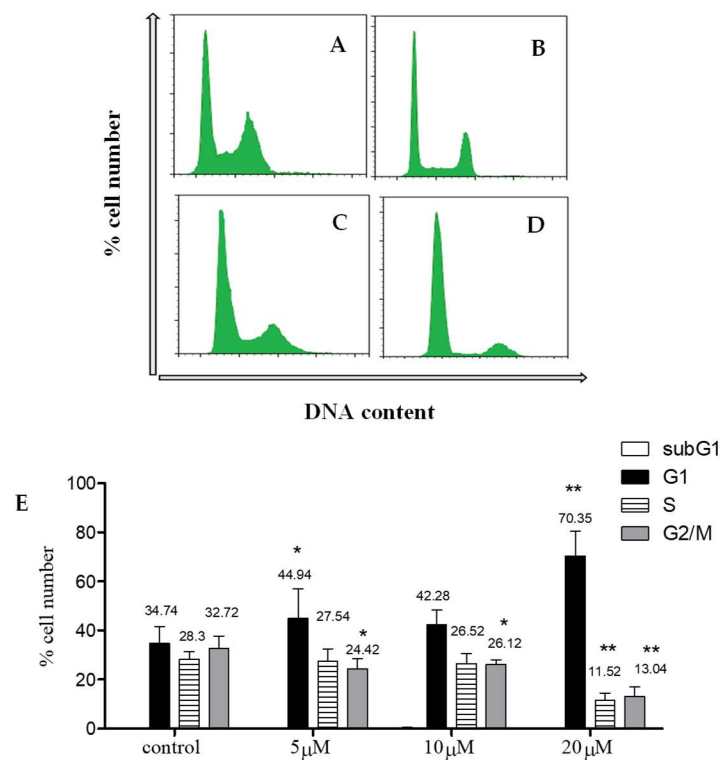 A
B
C
D
% cell number
DNA content
E
subG1
G1
S
G2/M
% cell number
100
80
60
40
20
0
34.74
28.3
32.72
*
44.94
27.54
*
24.42
42.28
26.52
*
26.12
**
70.35
**
11.52
**
13.04
control
5μM
10μM
20μM